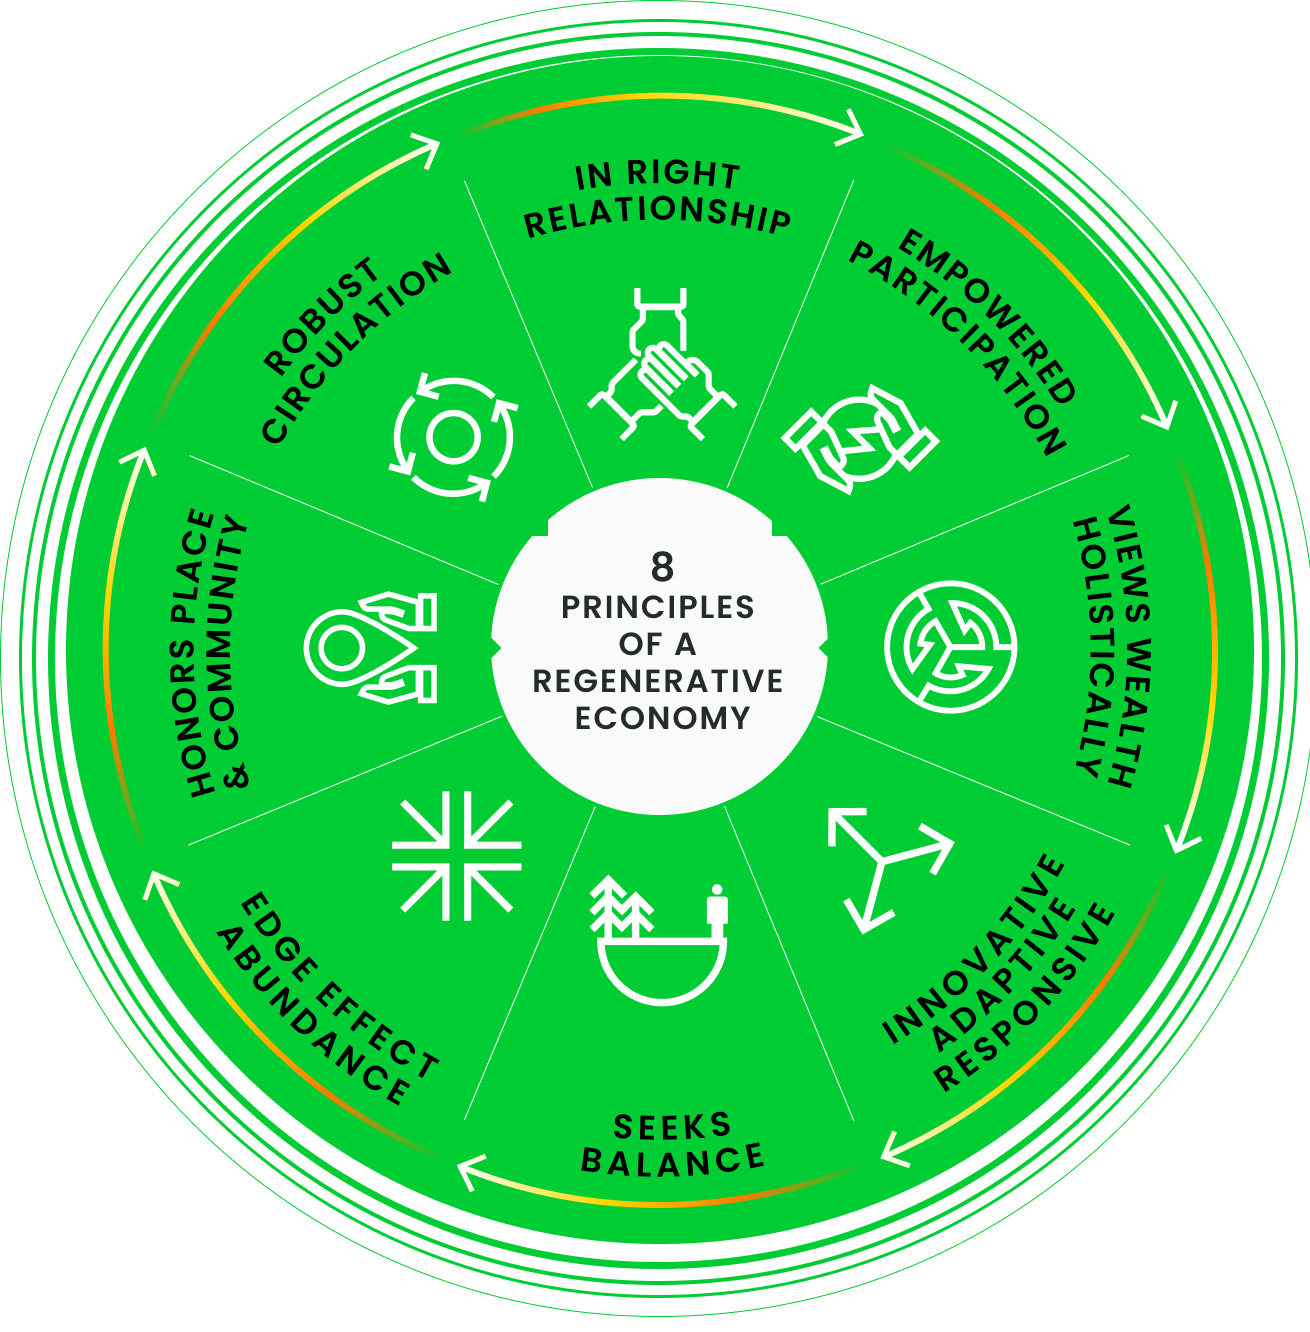 IN RIGHT
RELATIONSHIP
EMPOWERED
PARTICIPATION
VIEWS WEALTH
HOLISTICALLY
INNOVATIVE
ADAPTIVE
RESPONSIVE
SEEKS
BALANCE
EDGE EFFECT
ABUNDANCE
HONORS PLACE
& COMMUNITY
ROBUST
CIRCULATION
8
PRINCIPLES
OF A
REGENERATIVE
ECONOMY